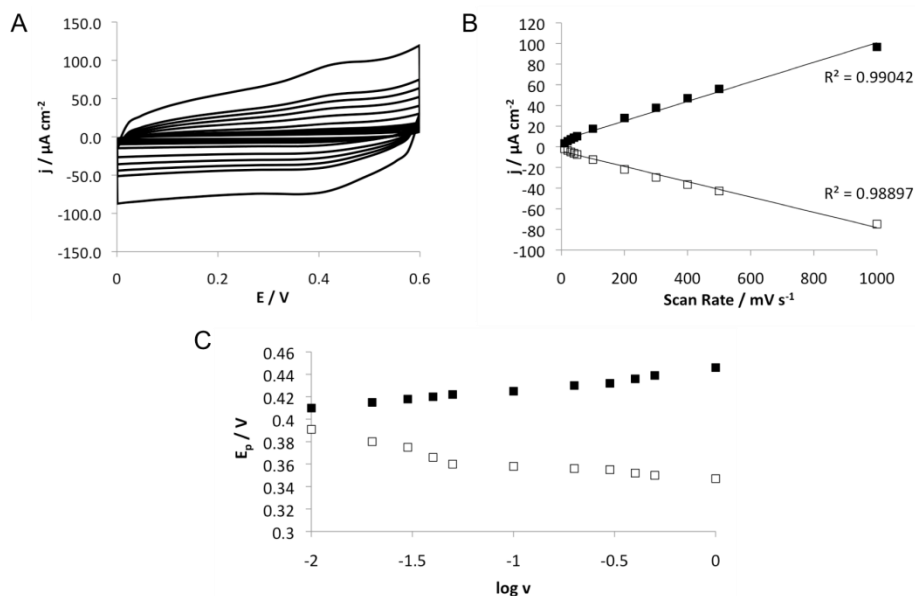 A
j / µA cm-2
150.0
100.0
50.0
0.0
-50.0
-100.0
-150.0
0 0.2 0.4 0.6
E / V
B
j / µA cm-2
100
80
60
40
20
0
-20
-40
-60
-80
-100
R² = 0.99042
R² = 0.98897
0 200 400 600 800 1000
Scan Rate / mV s-1
C
Ep / V
0.46
0.44
0.42
0.4
0.38
0.36
0.34
0.32
0.3
-2 -1.5 -1 -0.5 0
log v